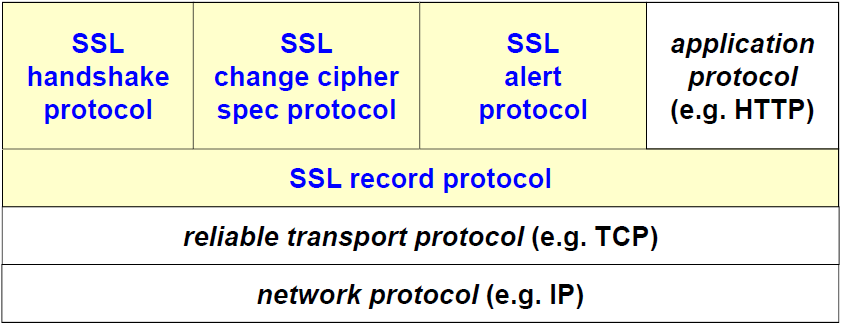 SSL
handshake
protocol
SSL
change cipher
spec protocol
SSL
alert
protocol
application
protocol
(e.g. HTTP)
SSL record protocol
reliable transport protocol (e.g. TCP)
network protocol (e.g. IP)